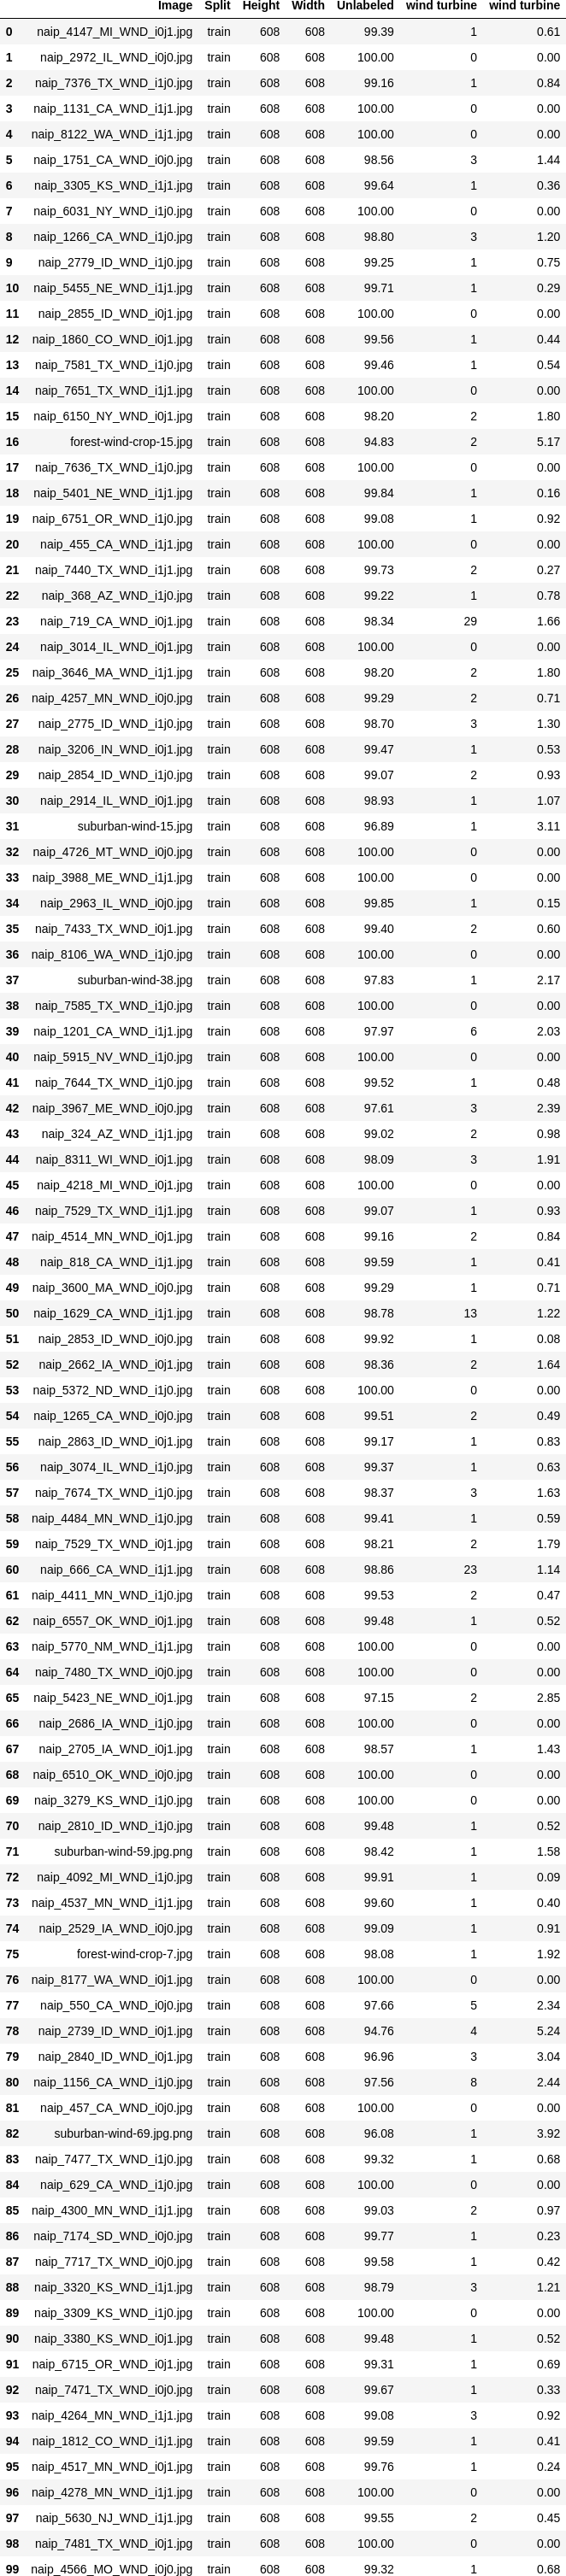 Image Split Height Width Unlabeled wind turbine wind turbine
0 naip_4147_MI_WND_i0j1.jpg train 608 608 99.39 1 0.61
1 naip_2972_IL_WND_i0j0.jpg train 608 608 100.00 0 0.00
2 naip_7376_TX_WND_i1j0.jpg train 608 608 99.16 1 0.84
3 naip_1131_CA_WND_i1j1.jpg train 608 608 100.00 0 0.00
4 naip_8122_WA_WND_i1j1.jpg train 608 608 100.00 0 0.00
5 naip_1751_CA_WND_i0j0.jpg train 608 608 98.56 3 1.44
6 naip_3305_KS_WND_i1j1.jpg train 608 608 99.64 1 0.36
7 naip_6031_NY_WND_i1j0.jpg train 608 608 100.00 0 0.00
8 naip_1266_CA_WND_i0j1.jpg train 608 608 98.80 3 1.20
9 naip_2779_ID_WND_i0j1.jpg train 608 608 99.25 1 0.75
10 naip_5455_NE_WND_i1j1.jpg train 608 608 99.71 1 0.29
11 naip_2855_ID_WND_i0j1.jpg train 608 608 100.00 0 0.00
12 naip_1860_CO_WND_i0j1.jpg train 608 608 99.56 1 0.44
13 naip_7581_TX_WND_i1j0.jpg train 608 608 99.46 1 0.54
14 naip_7651_TX_WND_i1j1.jpg train 608 608 100.00 0 0.00
15 naip_6150_NY_WND_i0j1.jpg train 608 608 98.20 2 1.80
16 forest-wind-crop-15.jpg train 608 608 94.83 2 5.17
17 naip_7636_TX_WND_i1j0.jpg train 608 608 100.00 0 0.00
18 naip_5401_NE_WND_i1j1.jpg train 608 608 99.84 1 0.16
19 naip_6751_OR_WND_i1j0.jpg train 608 608 99.08 1 0.92
20 naip_455_CA_WND_i1j0.jpg train 608 608 100.00 0 0.00
21 naip_7440_TX_WND_i1j1.jpg train 608 608 99.73 2 0.27
22 naip_368_AZ_WND_i1j0.jpg train 608 608 99.22 1 0.78
23 naip_719_CA_WND_i0j1.jpg train 608 608 98.34 29 1.66
24 naip_3014_IL_WND_i0j1.jpg train 608 608 100.00 0 0.00
25 naip_3646_MA_WND_i1j1.jpg train 608 608 98.20 2 1.80
26 naip_4257_MN_WND_i0j0.jpg train 608 608 99.29 2 0.71
27 naip_2775_ID_WND_i1j0.jpg train 608 608 98.70 3 1.30
28 naip_3206_IN_WND_i0j1.jpg train 608 608 99.47 1 0.53
29 naip_2854_ID_WND_i1j0.jpg train 608 608 99.07 2 0.93
30 naip_2914_IL_WND_i0j1.jpg train 608 608 98.93 1 1.07
31 suburban-wind-15.jpg train 608 608 96.89 1 3.11
32 naip_4726_MT_WND_i0j0.jpg train 608 608 100.00 0 0.00
33 naip_3988_ME_WND_i1j1.jpg train 608 608 100.00 0 0.00
34 naip_2963_IL_WND_i0j0.jpg train 608 608 99.85 1 0.15
35 naip_7433_TX_WND_i0j1.jpg train 608 608 99.40 2 0.60
36 naip_8106_WA_WND_i1j0.jpg train 608 608 100.00 0 0.00
37 suburban-wind-38.jpg train 608 608 97.83 1 2.17
38 naip_7585_TX_WND_i1j0.jpg train 608 608 100.00 0 0.00
39 naip_1201_CA_WND_i1j1.jpg train 608 608 97.97 6 2.03
40 naip_5915_NV_WND_i1j0.jpg train 608 608 100.00 0 0.00
41 naip_7644_TX_WND_i1j0.jpg train 608 608 99.52 1 0.48
42 naip_3967_ME_WND_i0j0.jpg train 608 608 97.61 3 2.39
43 naip_324_AZ_WND_i1j1.jpg train 608 608 99.02 2 0.98
44 naip_8311_WI_WND_i0j1.jpg train 608 608 98.09 3 1.91
45 naip_4218_MI_WND_i0j1.jpg train 608 608 100.00 0 0.00
46 naip_7529_TX_WND_i1j1.jpg train 608 608 99.07 1 0.93
47 naip_4514_MN_WND_i0j1.jpg train 608 608 99.16 2 0.84
48 naip_818_CA_WND_i1j1.jpg train 608 608 99.59 1 0.41
49 naip_3600_MA_WND_i0j0.jpg train 608 608 99.29 1 0.71
50 naip_1629_CA_WND_i1j1.jpg train 608 608 98.78 13 1.22
51 naip_2853_ID_WND_i0j0.jpg train 608 608 99.92 1 0.08
52 naip_2662_IA_WND_i0j1.jpg train 608 608 98.36 2 1.64
53 naip_5372_ND_WND_i1j0.jpg train 608 608 100.00 0 0.00
54 naip_1265_CA_WND_i0j0.jpg train 608 608 99.51 2 0.49
55 naip_2863_ID_WND_i0j1.jpg train 608 608 99.17 1 0.83
56 naip_3074_IL_WND_i1j0.jpg train 608 608 99.37 1 0.63
57 naip_7674_TX_WND_i1j0.jpg train 608 608 98.37 3 1.63
58 naip_4484_MN_WND_i1j0.jpg train 608 608 99.41 1 0.59
59 naip_7529_TX_WND_i0j1.jpg train 608 608 98.21 2 1.79
60 naip_666_CA_WND_i1j1.jpg train 608 608 98.86 23 1.14
61 naip_4411_MN_WND_i1j0.jpg train 608 608 99.53 2 0.47
62 naip_6557_OK_WND_i0j1.jpg train 608 608 99.48 1 0.52
63 naip_5770_NM_WND_i1j1.jpg train 608 608 100.00 0 0.00
64 naip_7480_TX_WND_i0j0.jpg train 608 608 100.00 0 0.00
65 naip_5423_NE_WND_i0j1.jpg train 608 608 97.15 2 2.85
66 naip_2686_IA_WND_i1j0.jpg train 608 608 100.00 0 0.00
67 naip_2705_IA_WND_i0j1.jpg train 608 608 98.57 1 1.43
68 naip_6510_OK_WND_i0j0.jpg train 608 608 100.00 0 0.00
69 naip_3279_KS_WND_i1j0.jpg train 608 608 100.00 0 0.00
70 naip_2810_ID_WND_i1j0.jpg train 608 608 99.48 1 0.52
71 suburban-wind-59.jpg.png train 608 608 98.42 1 1.58
72 naip_4092_MI_WND_i1j0.jpg train 608 608 99.91 1 0.09
73 naip_4537_MN_WND_i1j1.jpg train 608 608 99.60 1 0.40
74 naip_2529_IA_WND_i0j0.jpg train 608 608 99.09 1 0.91
75 forest-wind-crop-7.jpg train 608 608 98.08 1 1.92
76 naip_8177_WA_WND_i0j1.jpg train 608 608 100.00 0 0.00
77 naip_550_CA_WND_i0j0.jpg train 608 608 97.66 5 2.34
78 naip_2739_ID_WND_i0j1.jpg train 608 608 94.76 4 5.24
79 naip_2840_ID_WND_i0j1.jpg train 608 608 96.96 3 3.04
80 naip_1156_CA_WND_i1j0.jpg train 608 608 97.56 8 2.44
81 naip_457_CA_WND_i0j0.jpg train 608 608 100.00 0 0.00
82 suburban-wind-69.jpg.png train 608 608 96.08 1 3.92
83 naip_7477_TX_WND_i1j0.jpg train 608 608 99.32 1 0.68
84 naip_629_CA_WND_i1j0.jpg train 608 608 100.00 0 0.00
85 naip_4300_MN_WND_i1j1.jpg train 608 608 99.03 2 0.97
86 naip_7174_SD_WND_i0j0.jpg train 608 608 99.77 1 0.23
87 naip_7717_TX_WND_i0j0.jpg train 608 608 99.58 1 0.42
88 naip_3320_KS_WND_i1j1.jpg train 608 608 98.79 3 1.21
89 naip_3309_KS_WND_i1j0.jpg train 608 608 100.00 0 0.00
90 naip_3380_KS_WND_i0j1.jpg train 608 608 99.48 1 0.52
91 naip_6715_OR_WND_i0j1.jpg train 608 608 99.31 1 0.69
92 naip_7471_TX_WND_i0j0.jpg train 608 608 99.67 1 0.33
93 naip_4264_MN_WND_i1j1.jpg train 608 608 99.08 3 0.92
94 naip_1812_CO_WND_i1j1.jpg train 608 608 99.59 1 0.41
95 naip_4517_MN_WND_i0j1.jpg train 608 608 99.76 1 0.24
96 naip_4278_MN_WND_i1j1.jpg train 608 608 100.00 0 0.00
97 naip_5630_NJ_WND_i1j1.jpg train 608 608 99.55 2 0.45
98 naip_7481_TX_WND_i0j1.jpg train 608 608 100.00 0 0.00
99 naip_4566_MO_WND_i0j0.jpg train 608 608 99.32 1 0.68